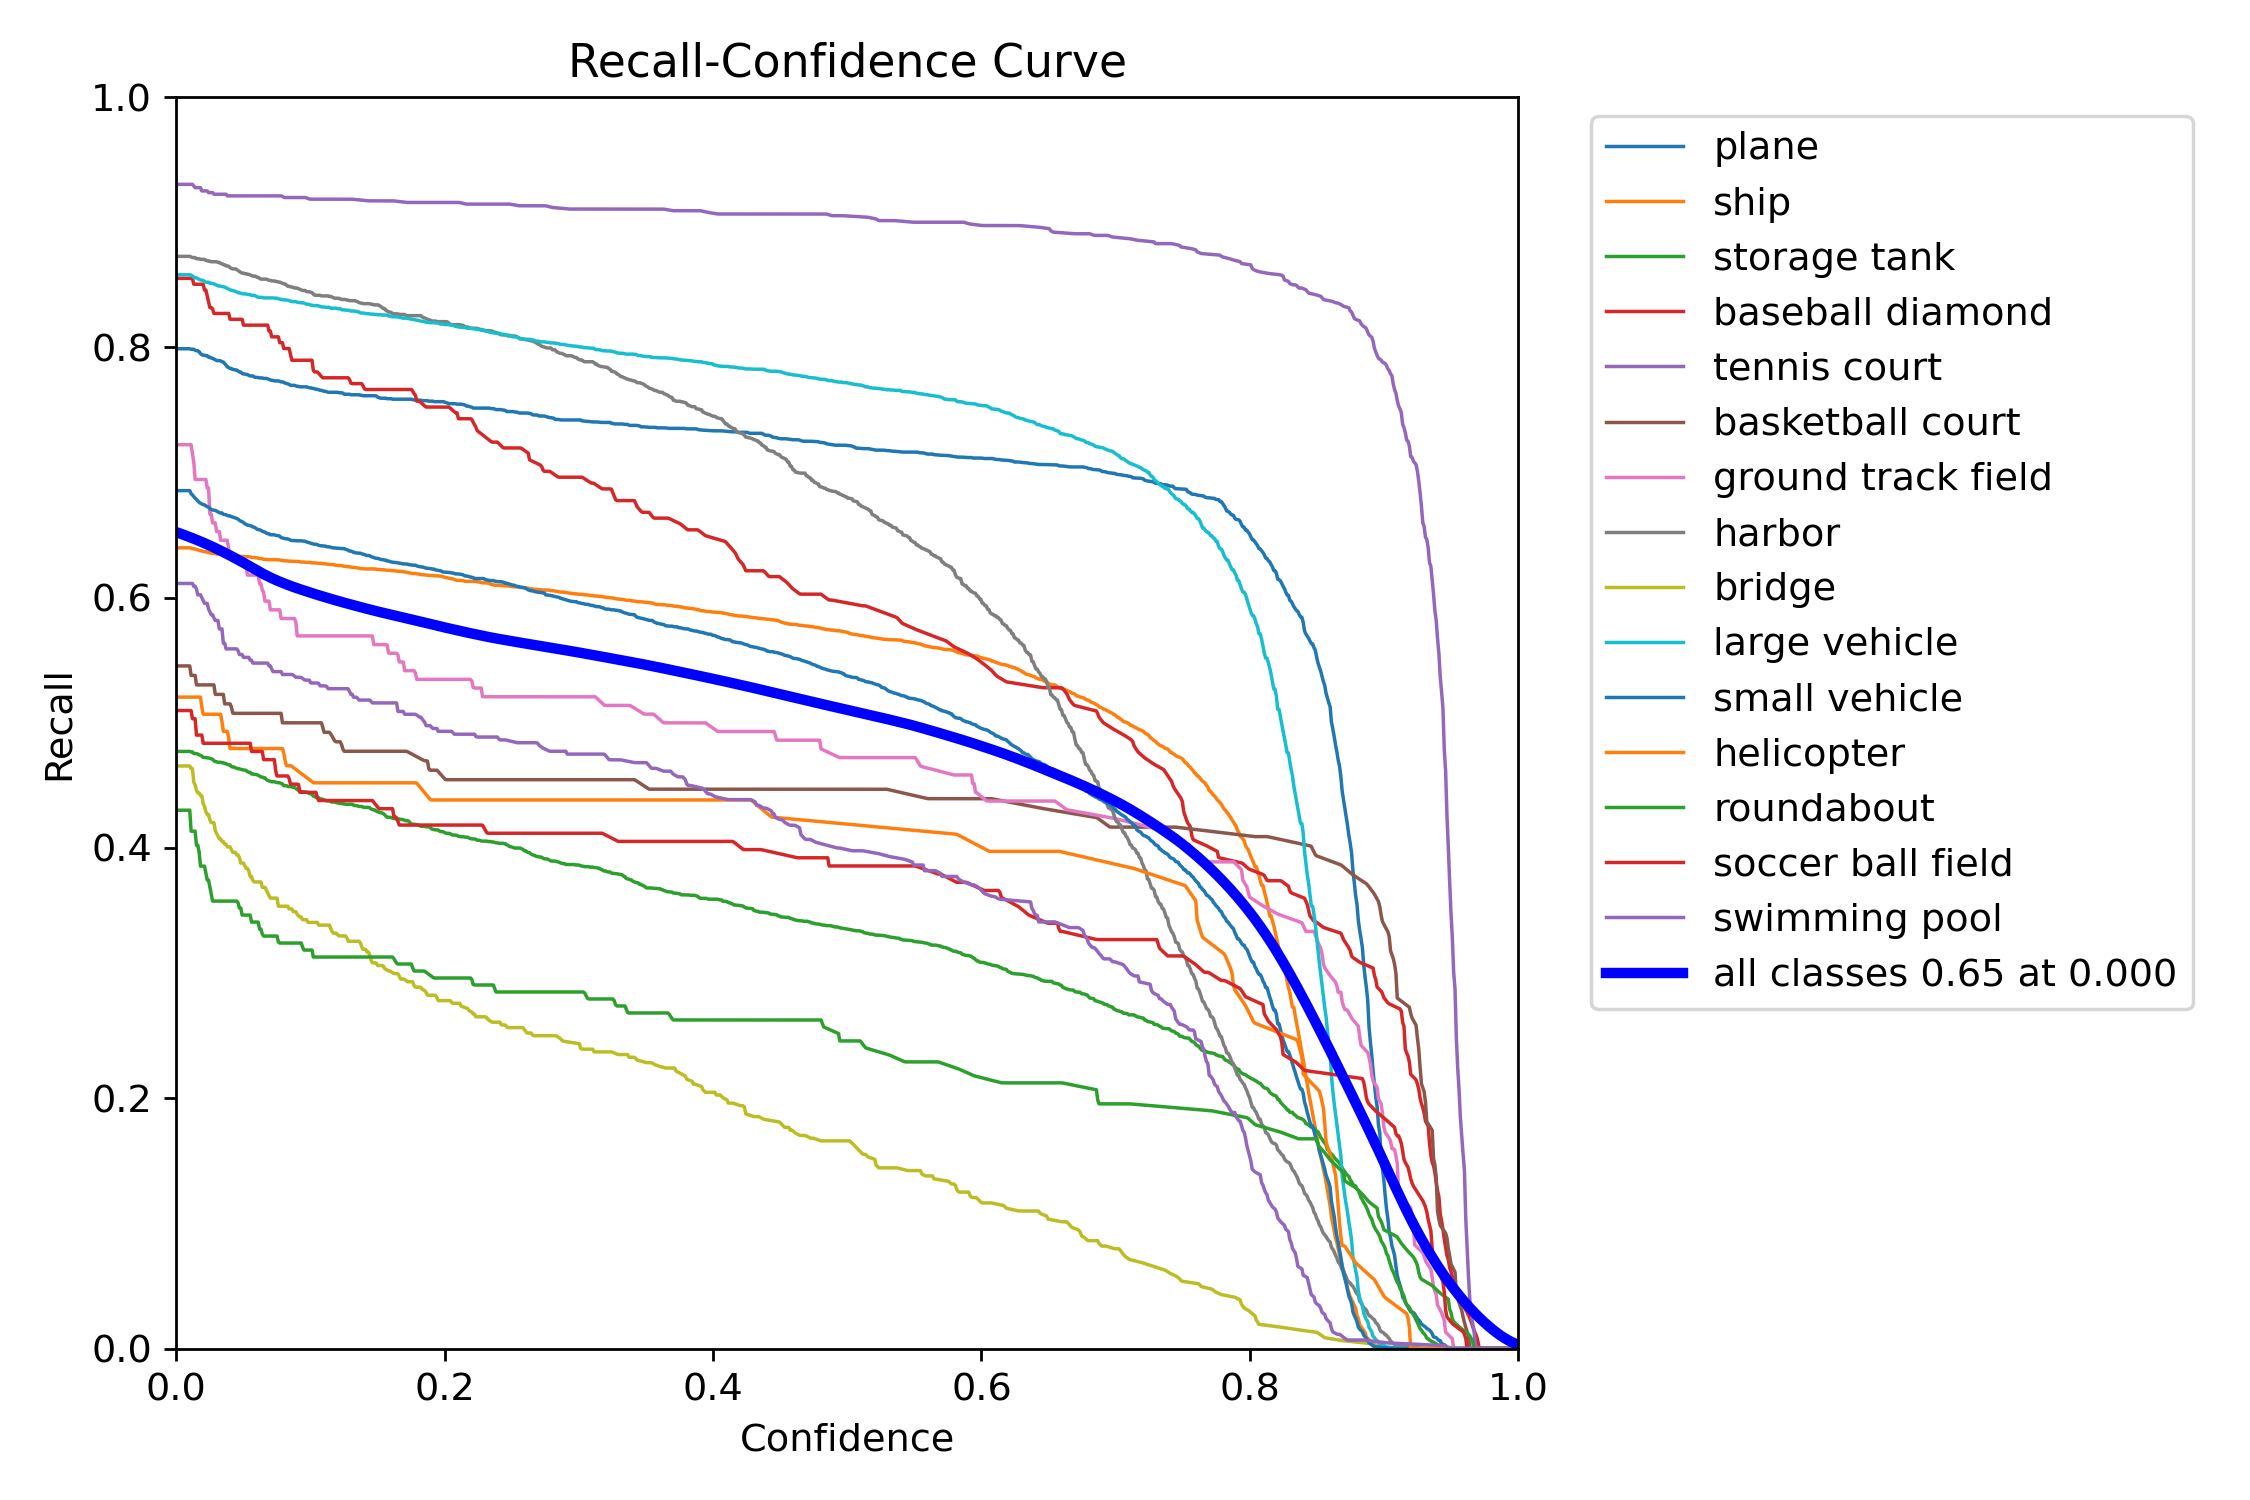 Recall-Confidence Curve
1.0
0.8
0.6
0.4
0.2
0.0
Recall
0.0 0.2 0.4 0.6 0.8 1.0
Confidence
plane
ship
storage tank
baseball diamond
tennis court
basketball court
ground track field
harbor
bridge
large vehicle
small vehicle
helicopter
roundabout
soccer ball field
swimming pool
all classes 0.65 at 0.000